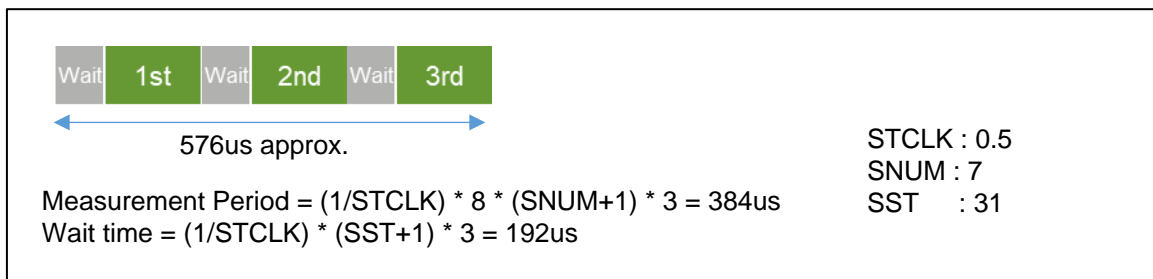 Wait 1st Wait 2nd Wait 3rd
576us approx.
STCLK : 0.5
SNUM : 7
SST : 31
Measurement Period = (1/STCLK) * 8 * (SNUM+1) * 3 = 384us
Wait time = (1/STCLK) * (SST+1) * 3 = 192us